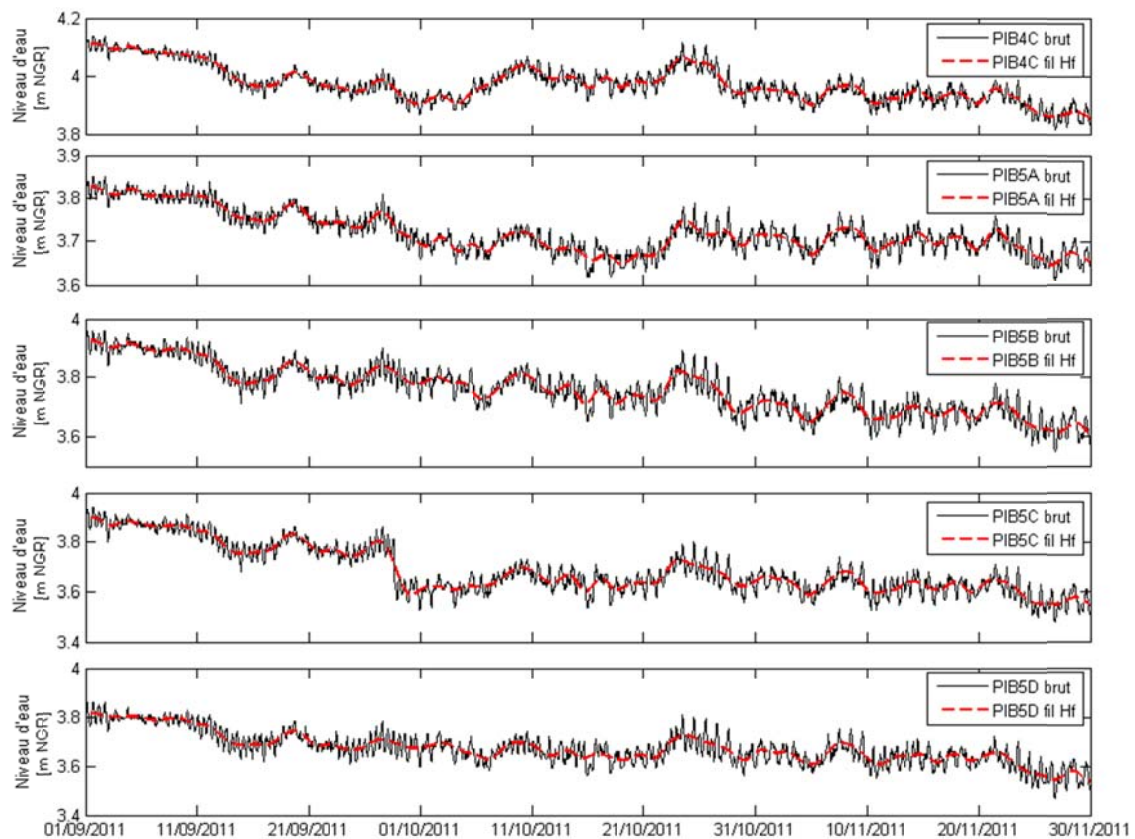 4.2
4
3.8
Niveau d'eau
[m NGR]
PIB4C brut
PIB4C fil Hf
3.9
3.8
3.7
3.6
Niveau d'eau
[m NGR]
PIB5A brut
PIB5A fil Hf
4
3.8
3.6
Niveau d'eau
[m NGR]
PIB5B brut
PIB5B fil Hf
4
3.8
3.6
3.4
Niveau d'eau
[m NGR]
PIB5C brut
PIB5C fil Hf
4
3.8
3.6
3.4
Niveau d'eau
[m NGR]
PIB5D brut
PIB5D fil Hf
01/09/2011 11/09/2011 21/09/2011 01/10/2011 11/10/2011 21/10/2011 30/10/2011 10/11/2011 20/11/2011 30/11/2011